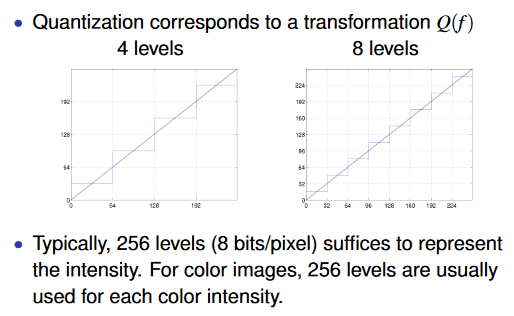 • Quantization corresponds to a transformation Q(f)
4 levels
8 levels
192
128
64
0
0 64 128 192
224
192
160
128
96
64
32
0
0 32 64 96 128 160 192 224
• Typically, 256 levels (8 bits/pixel) suffices to represent
the intensity. For color images, 256 levels are usually
used for each color intensity.